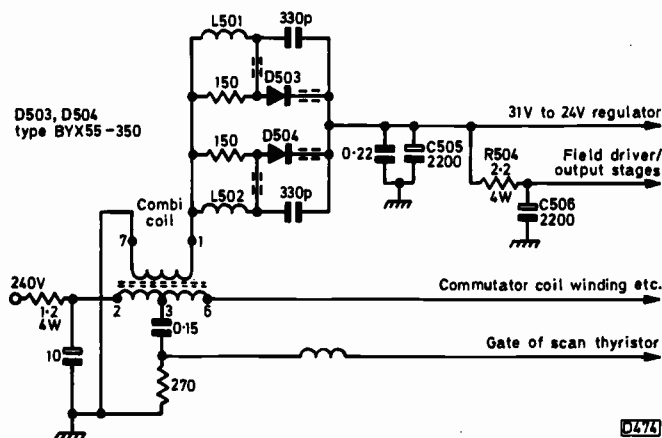 L501
330p
150
D503
D503, D504
type BYX55-350
150
D504
L502
330p
31V to 24V regulator
0·22
C505
2200
R504
2·2
4W
Field driver/
output stages
C506
2200
Combi
coil
7
1
240V
1·2
4W
2
3
6
Commutator coil winding etc.
0·15
10
Gate of scan thyristor
270
D474